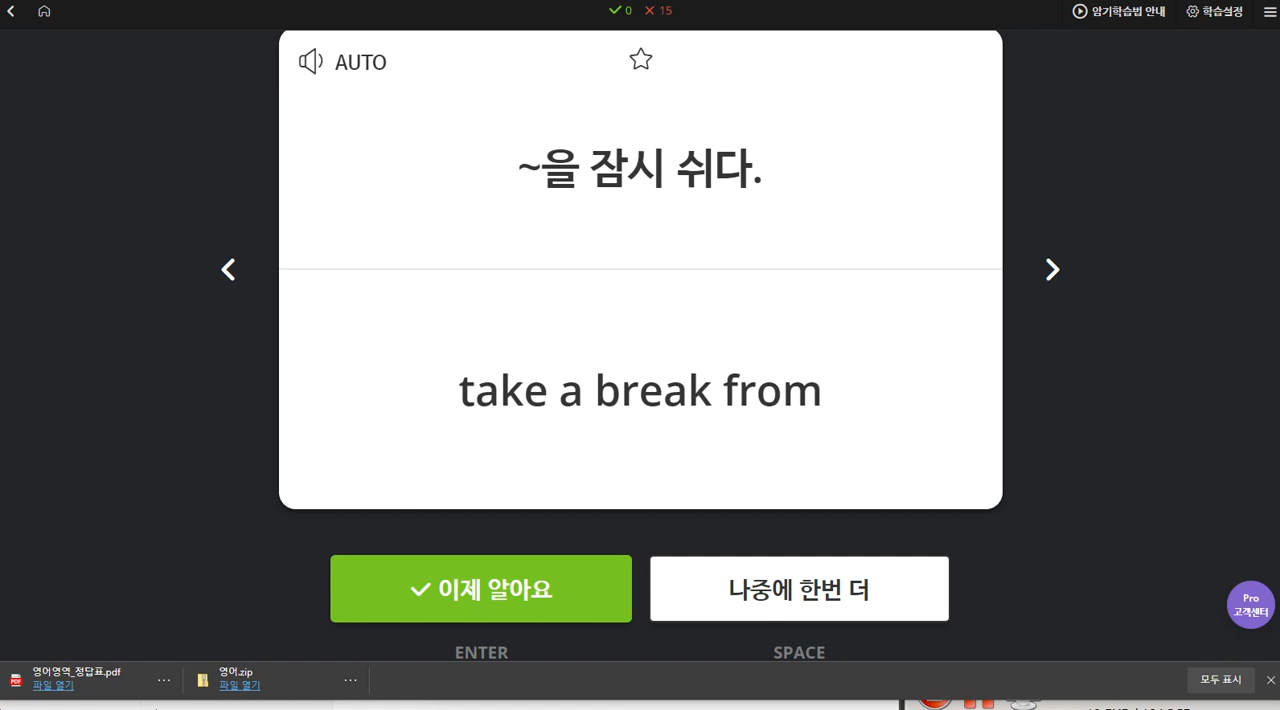 0 15 암기학습법 안내 학습설정
AUTO
~을 잠시 쉬다.
take a break from
이제 알아요 나중에 한번 더
ENTER SPACE
Pro
고객센터
영어영역_정답표.pdf
파일 열기
영어.zip
파일 열기
모두 표시